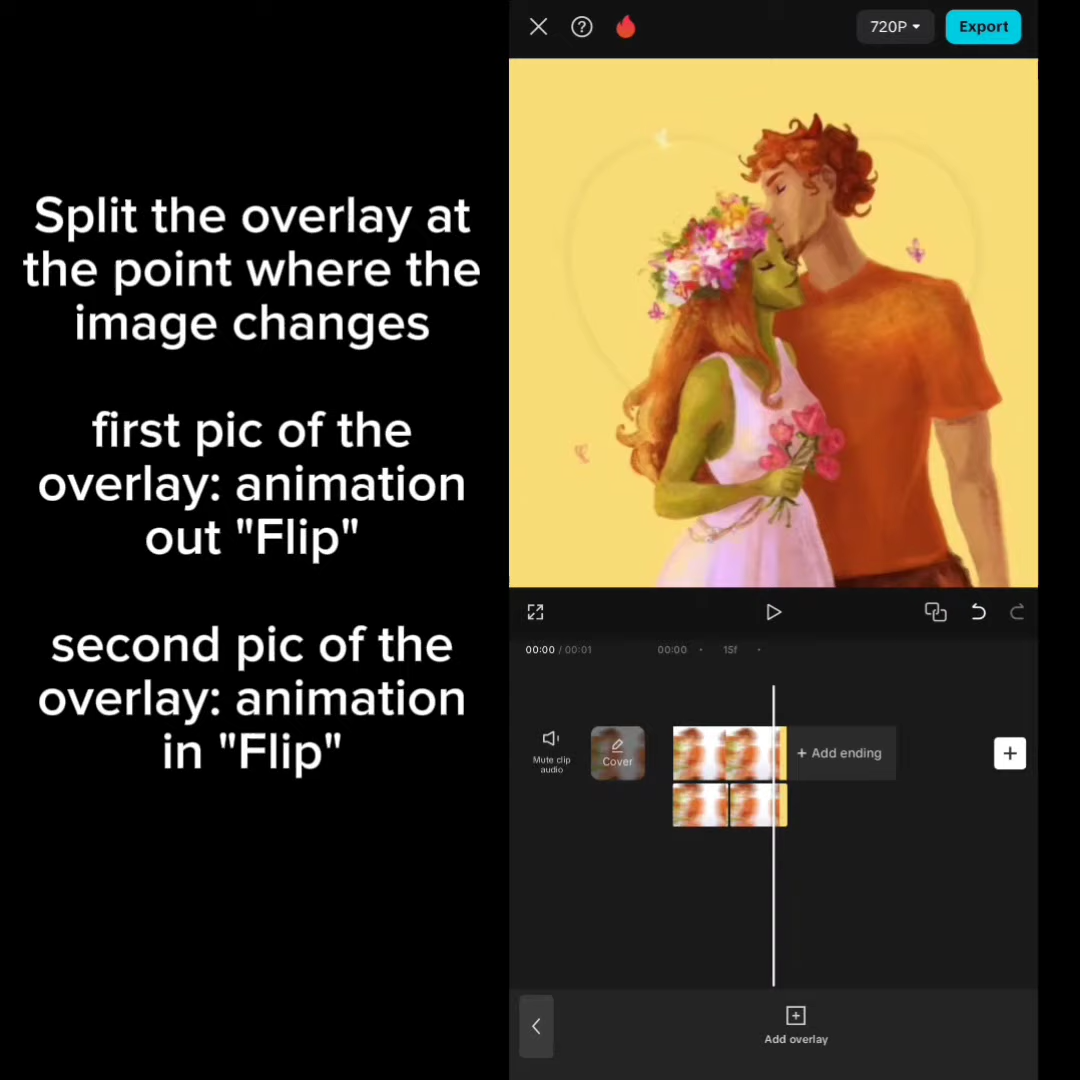 Split the overlay at
the point where the
image changes
first pic of the
overlay: animation
out "Flip"
second pic of the
overlay: animation
in "Flip"
720P
Export
00:00 / 00:01
00:00
15f
Mute clip
audio
Cover
+ Add ending
Add overlay